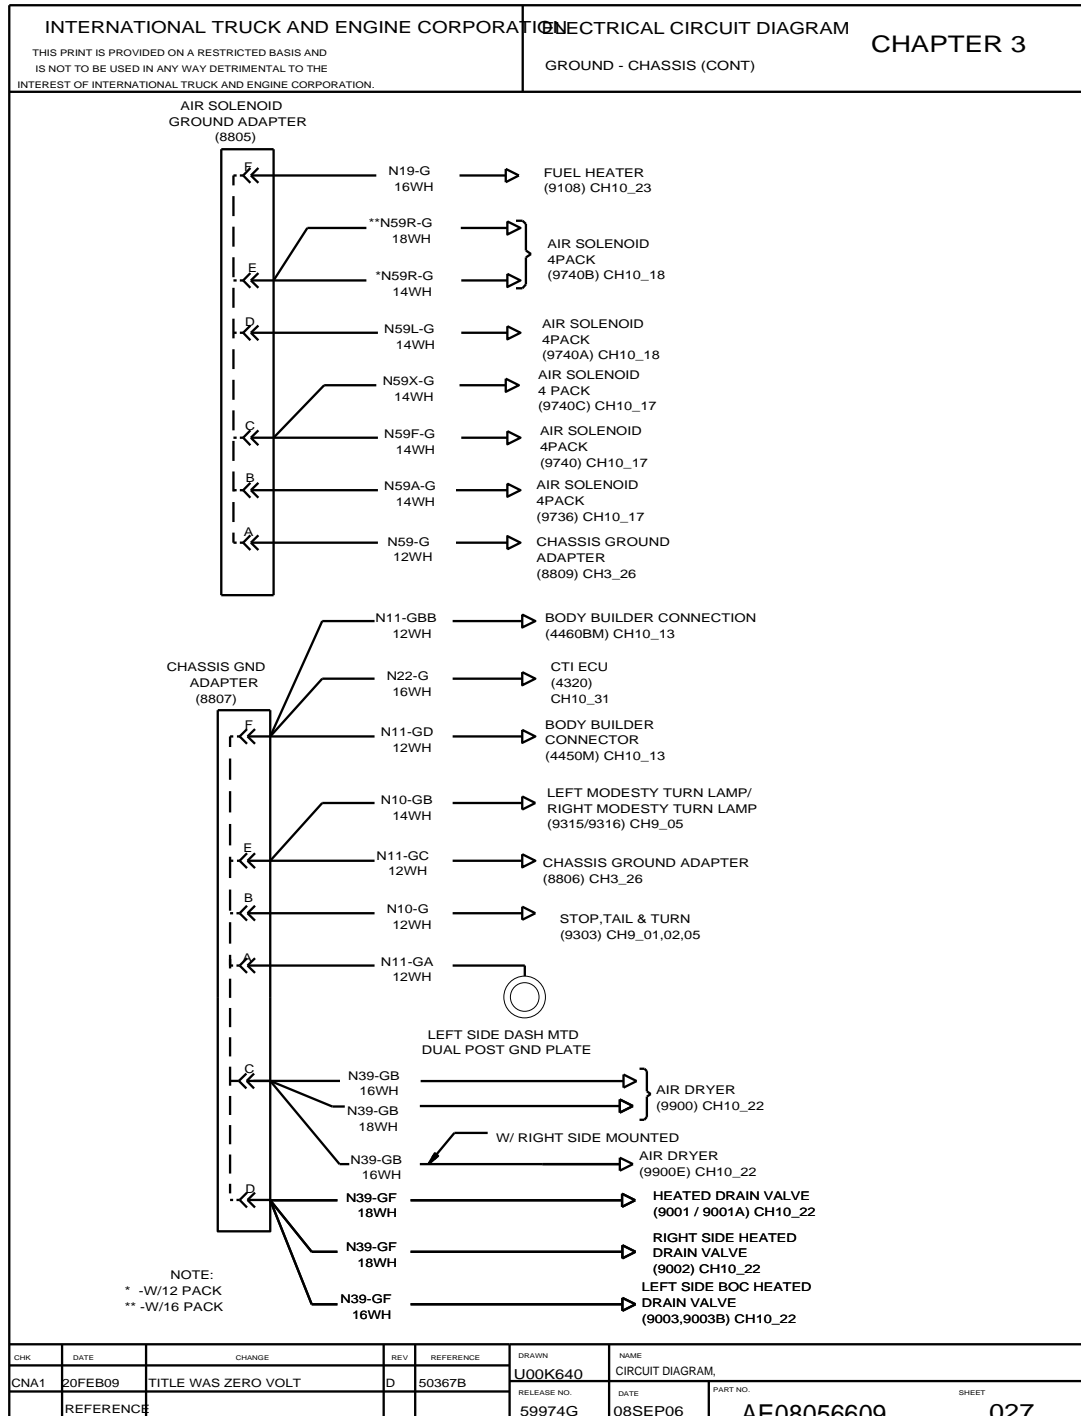 INTERNATIONAL TRUCK AND ENGINE CORPORATION
THIS PRINT IS PROVIDED ON A RESTRICTED BASIS AND
IS NOT TO BE USED IN ANY WAY DETRIMENTAL TO THE
INTEREST OF INTERNATIONAL TRUCK AND ENGINE CORPORATION.
ELECTRICAL CIRCUIT DIAGRAM
GROUND - CHASSIS (CONT)
CHAPTER 3
AIR SOLENOID
GROUND ADAPTER
(8805)
F
N19-G
16WH
FUEL HEATER
(9108) CH10_23
**N59R-G
18WH
E
*N59R-G
14WH
AIR SOLENOID
4PACK
(9740B) CH10_18
D
N59L-G
14WH
AIR SOLENOID
4PACK
(9740A) CH10_18
N59X-G
14WH
AIR SOLENOID
4 PACK
(9740C) CH10_17
C
N59F-G
14WH
AIR SOLENOID
4PACK
(9740) CH10_17
B
N59A-G
14WH
AIR SOLENOID
4PACK
(9736) CH10_17
A
N59-G
12WH
CHASSIS GROUND
ADAPTER
(8809) CH3_26
N11-GBB
12WH
BODY BUILDER CONNECTION
(4460BM) CH10_13
CHASSIS GND
ADAPTER
(8807)
N22-G
16WH
CTI ECU
(4320)
CH10_31
F
N11-GD
12WH
BODY BUILDER
CONNECTOR
(4450M) CH10_13
N10-GB
14WH
LEFT MODESTY TURN LAMP/
RIGHT MODESTY TURN LAMP
(9315/9316) CH9_05
E
N11-GC
12WH
CHASSIS GROUND ADAPTER
(8806) CH3_26
B
N10-G
12WH
STOP,TAIL & TURN
(9303) CH9_01,02,05
A
N11-GA
12WH
LEFT SIDE DASH MTD
DUAL POST GND PLATE
C
N39-GB
16WH
N39-GB
18WH
AIR DRYER
(9900) CH10_22
W/ RIGHT SIDE MOUNTED
N39-GB
16WH
AIR DRYER
(9900E) CH10_22
D
N39-GF
18WH
HEATED DRAIN VALVE
(9001 / 9001A) CH10_22
N39-GF
18WH
RIGHT SIDE HEATED
DRAIN VALVE
(9002) CH10_22
N39-GF
16WH
LEFT SIDE BOC HEATED
DRAIN VALVE
(9003,9003B) CH10_22
NOTE:
* -W/12 PACK
** -W/16 PACK
CHK DATE CHANGE REV REFERENCE DRAWN NAME
CNA1 20FEB09 TITLE WAS ZERO VOLT D 50367B U00K640 CIRCUIT DIAGRAM,
REFERENCE
RELEASE NO. DATE PART NO. SHEET
59974G 08SEP06 AE08056609 027